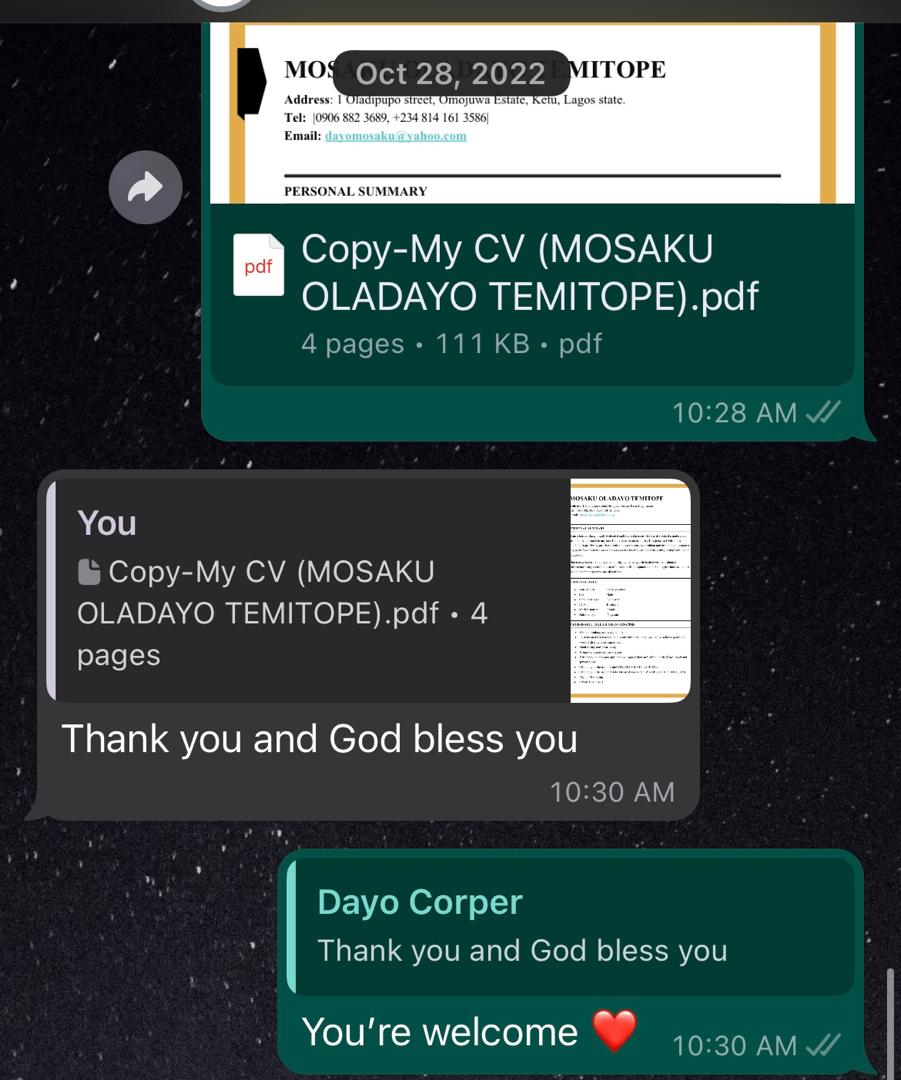 Oct 28, 2022
MOS EMITOPE
Address: 1 Oladipupo street, Omojuwa Estate, Ketu, Lagos state.
Tel: |0906 882 3689, +234 814 161 3586|
Email: dayomosaku@yahoo.com
PERSONAL SUMMARY
pdf
Copy-My CV (MOSAKU
OLADAYO TEMITOPE).pdf
4 pages • 111 KB • pdf
10:28 AM
You
Copy-My CV (MOSAKU
OLADAYO TEMITOPE).pdf • 4
pages
MOSAKU OLADAYO TEMITOPE
Thank you and God bless you
10:30 AM
Dayo Corper
Thank you and God bless you
You’re welcome ❤️
10:30 AM